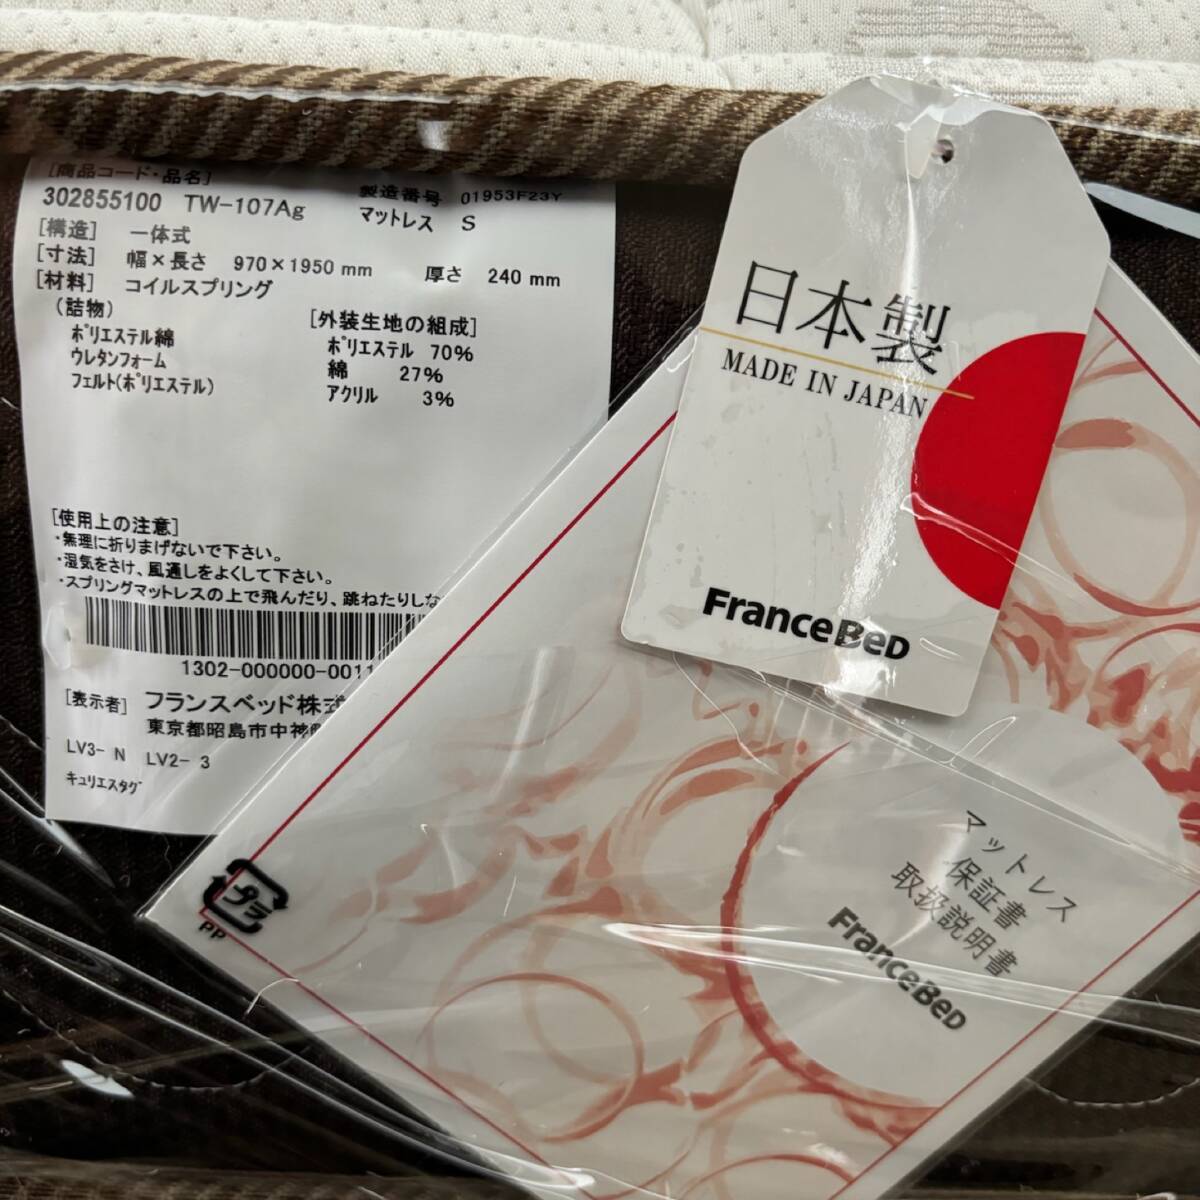 [商品コード・品名]
302855100 TW-107Ag
製造番号 01953F23Y
マットレス S
[構造] 一体式
[寸法] 幅×長さ 970×1950 mm 厚さ 240 mm
[材料] コイルスプリング
(詰物)
ポリエステル綿
ウレタンフォーム
フェルト(ポリエステル)
[外装生地の組成]
ポリエステル 70%
綿 27%
アクリル 3%
[使用上の注意]
・無理に折りまげないで下さい。
・湿気をさけ、風通しをよくして下さい。
・スプリングマットレスの上で飛んだり、跳ねたりしな
1302-000000-0011
[表示者] フランスベッド株式
東京都昭島市中神
LV3- N LV2- 3
キュリエスタグ
日本製
MADE IN JAPAN
FranceBeD
プラ
PP
マットレス
保証書
取扱説明書
FranceBeD